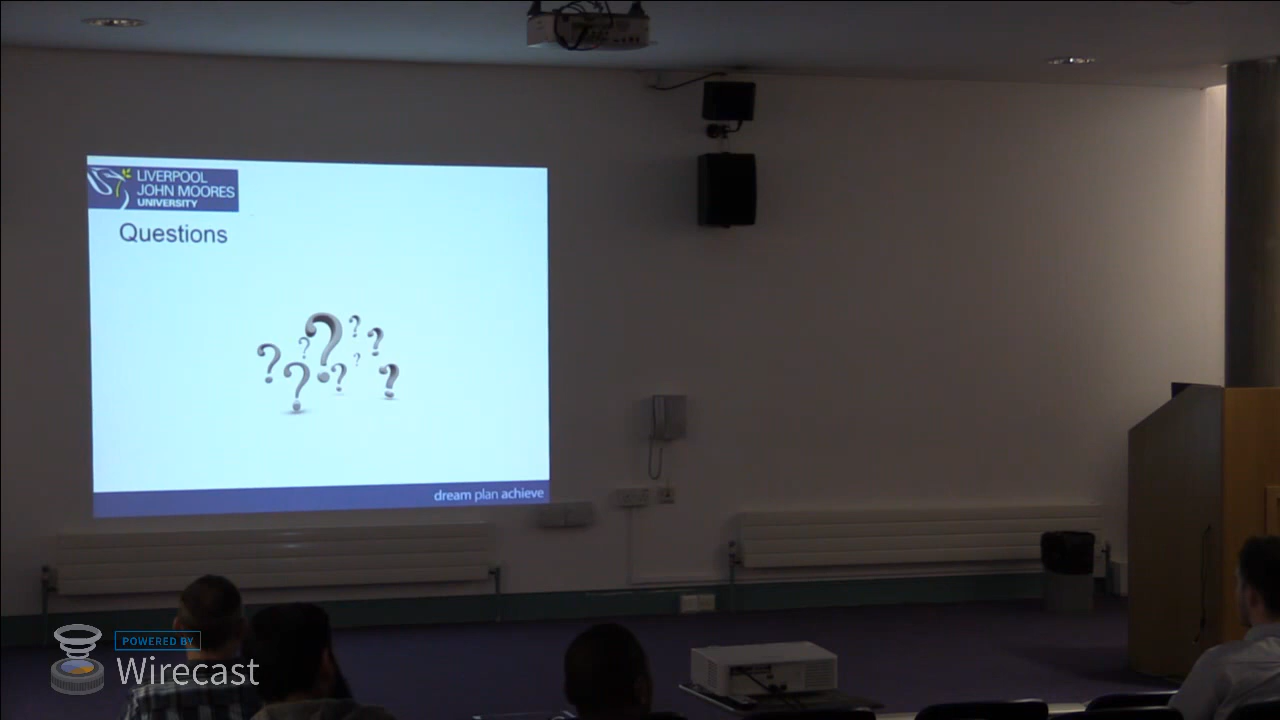 LIVERPOOL
JOHN MOORES
UNIVERSITY
Questions
dream plan achieve
POWERED BY
Wirecast